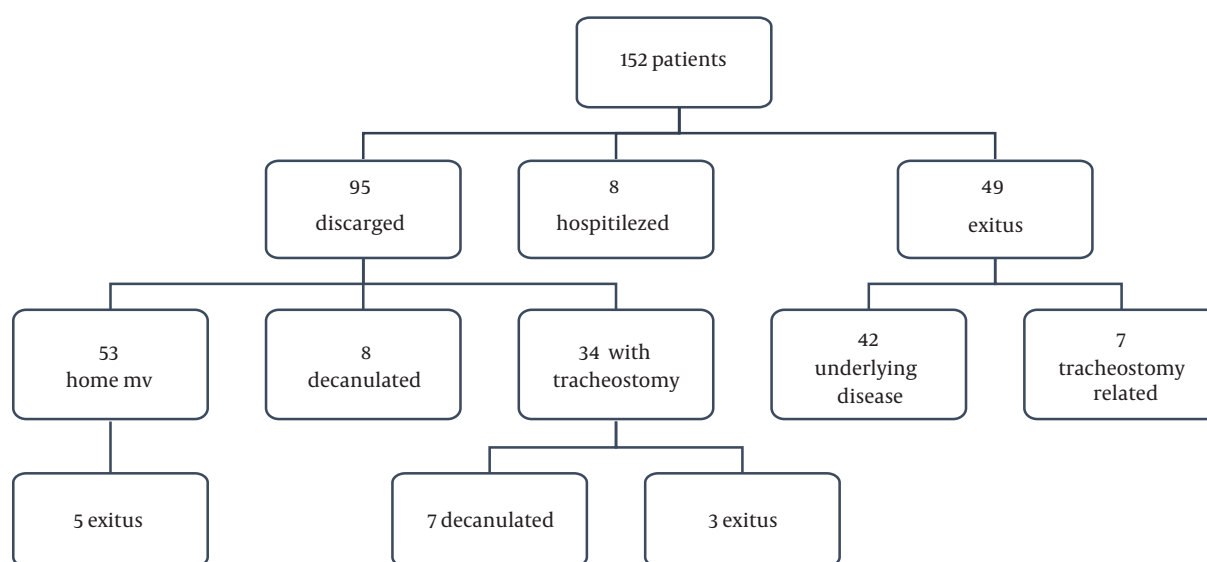 152 patients
95
discarged
8
hospitilezed
49
exitus
53
home mv
8
decanulated
34 with
tracheostomy
42
underlying
disease
7
tracheostomy
related
5 exitus
7 decanulated
3 exitus